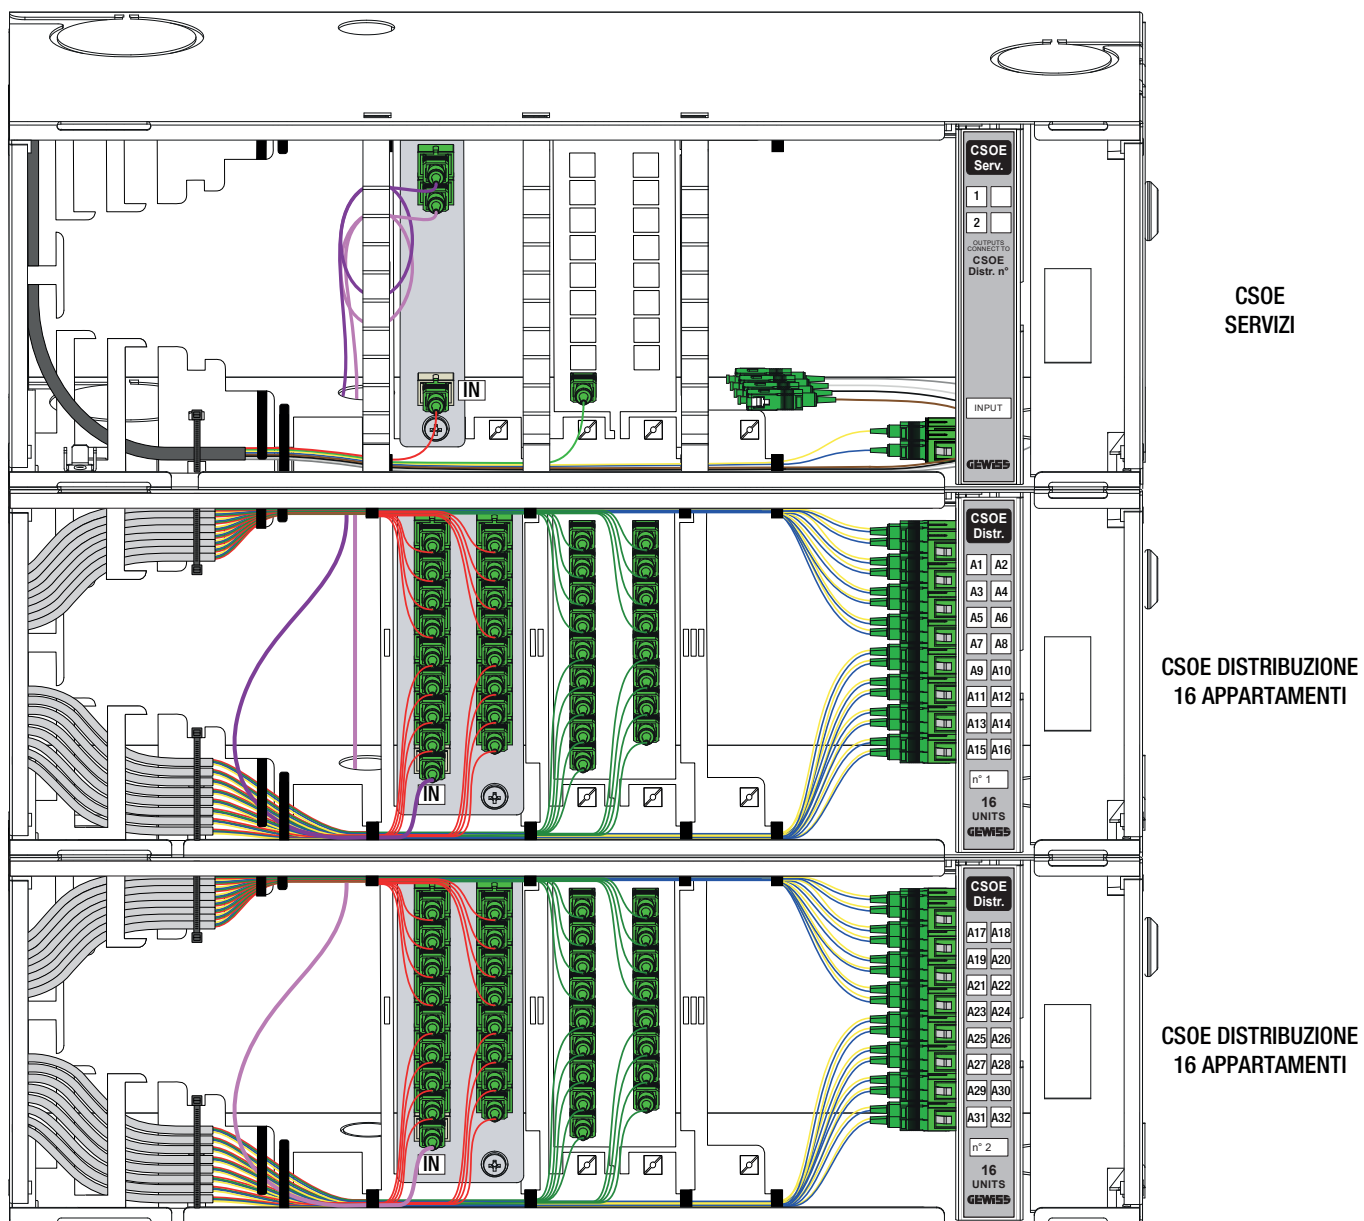 CSOE
Serv.
1
2
OUTPUTS
CONNECT TO
CSOE
Distr. n°
INPUT
GEWISS
IN
CSOE
SERVIZI
CSOE
Distr.
A1 A2
A3 A4
A5 A6
A7 A8
A9 A10
A11 A12
A13 A14
A15 A16
n° 1
16
UNITS
GEWISS
IN
CSOE DISTRIBUZIONE
16 APPARTAMENTI
CSOE
Distr.
A17 A18
A19 A20
A21 A22
A23 A24
A25 A26
A27 A28
A29 A30
A31 A32
n° 2
16
UNITS
GEWISS
IN
CSOE DISTRIBUZIONE
16 APPARTAMENTI